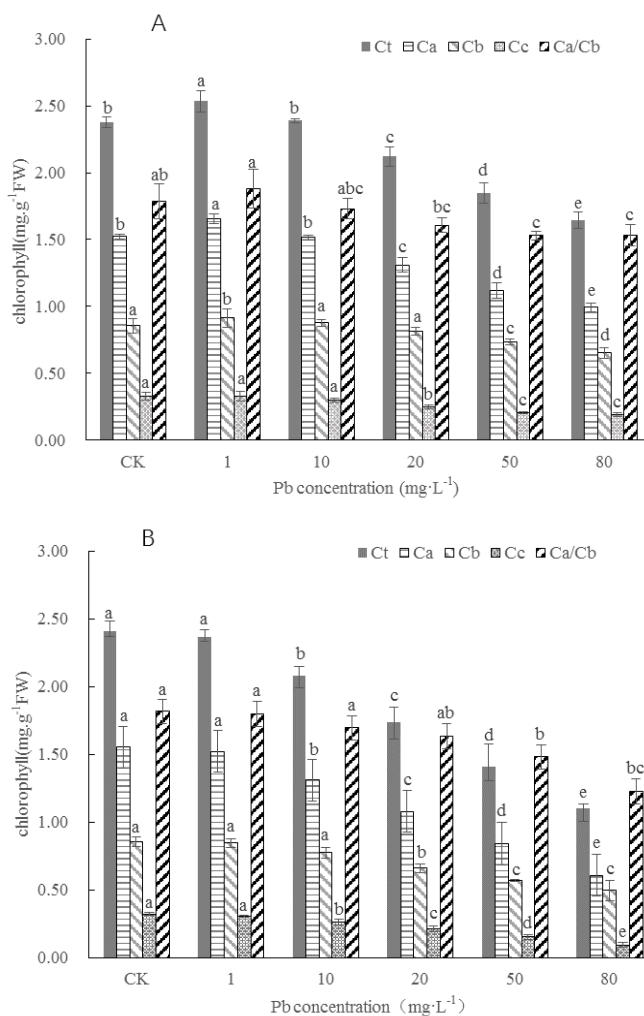 A
3.00
2.50
2.00
1.50
1.00
0.50
0.00
chlorophyll(mg.g-1FW)
Ct Ca Cb Cc Ca/Cb
b b a a ab
a a b a a
b b a a abc
c c a b bc
d d c c c
e e b c c
CK 1 10 20 50 80
Pb concentration (mg·L-1)
B
3.00
2.50
2.00
1.50
1.00
0.50
0.00
chlorophyll(mg.g-1FW)
Ct Ca Cb Cc Ca/Cb
a a a a a
a a a a a
b b a b a
c c b c ab
d d c d b
e e c e bc
CK 1 10 20 50 80
Pb concentration（mg·L-1）